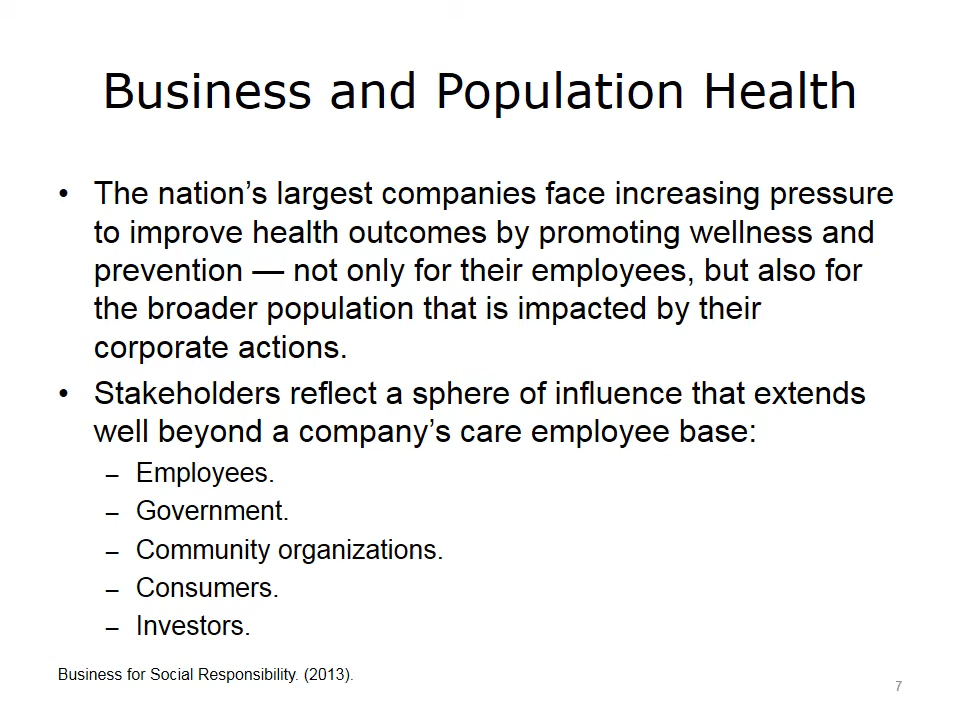 Business and Population Health
• The nation’s largest companies face increasing pressure
to improve health outcomes by promoting wellness and
prevention — not only for their employees, but also for
the broader population that is impacted by their
corporate actions.
• Stakeholders reflect a sphere of influence that extends
well beyond a company’s care employee base:
– Employees.
– Government.
– Community organizations.
– Consumers.
– Investors.
Business for Social Responsibility. (2013).
7